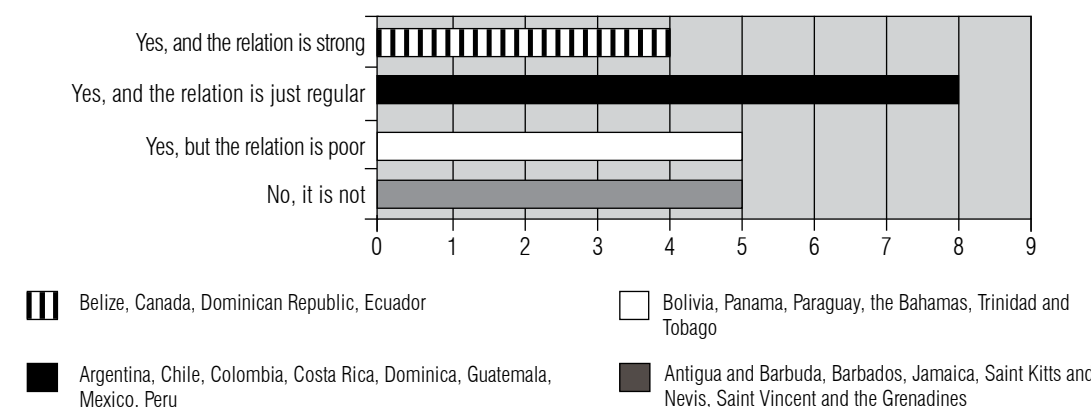 Yes, and the relation is strong
Yes, and the relation is just regular
Yes, but the relation is poor
No, it is not
0 1 2 3 4 5 6 7 8 9
Belize, Canada, Dominican Republic, Ecuador
Bolivia, Panama, Paraguay, the Bahamas, Trinidad and
Tobago
Argentina, Chile, Colombia, Costa Rica, Dominica, Guatemala,
Mexico, Peru
Antigua and Barbuda, Barbados, Jamaica, Saint Kitts and
Nevis, Saint Vincent and the Grenadines